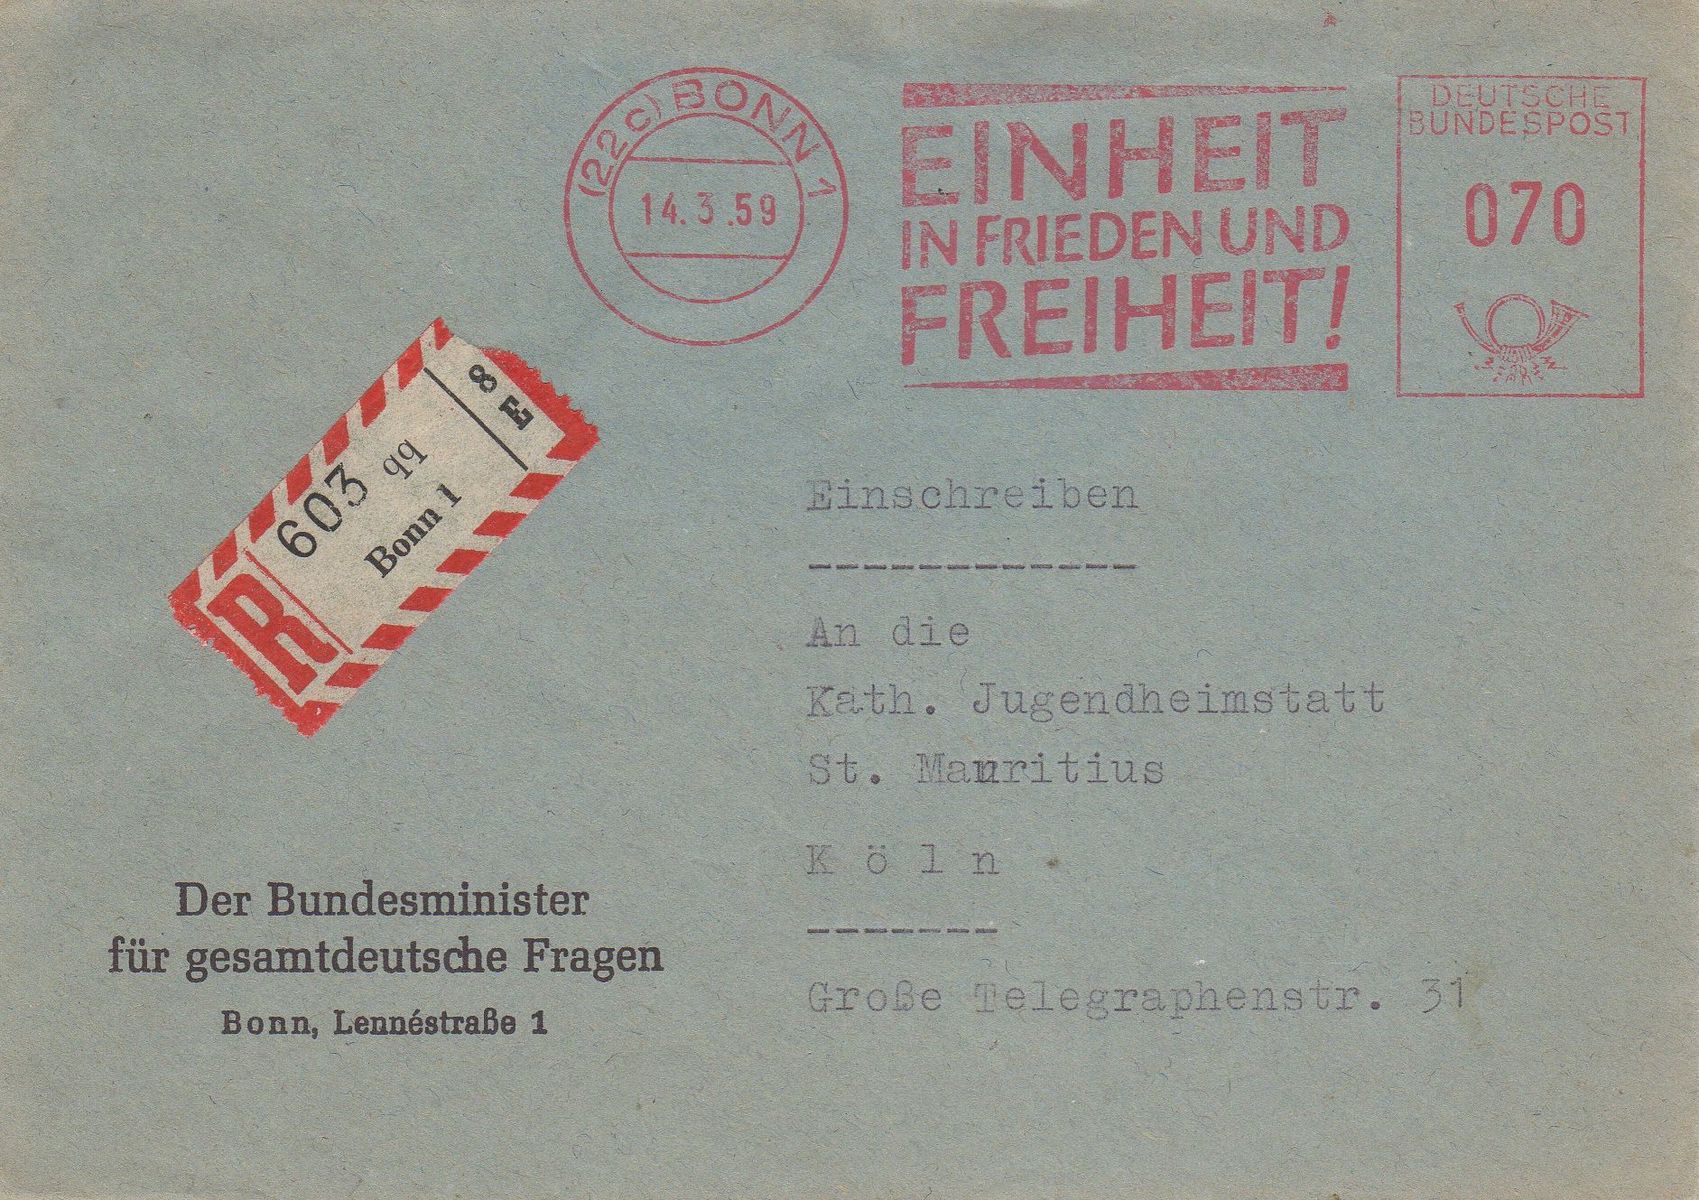 (22c) BONN 1
14.3.59
EINHEIT
IN FRIEDEN UND
FREIHEIT!
DEUTSCHE
BUNDESPOST
070
R
603 qq
Bonn 1
8
E
Einschreiben
------------
An die
Kath. Jugendheimstatt
St. Mauritius
K ö l n
-------
Große Telegraphenstr. 31
Der Bundesminister
für gesamtdeutsche Fragen
Bonn, Lennéstraße 1